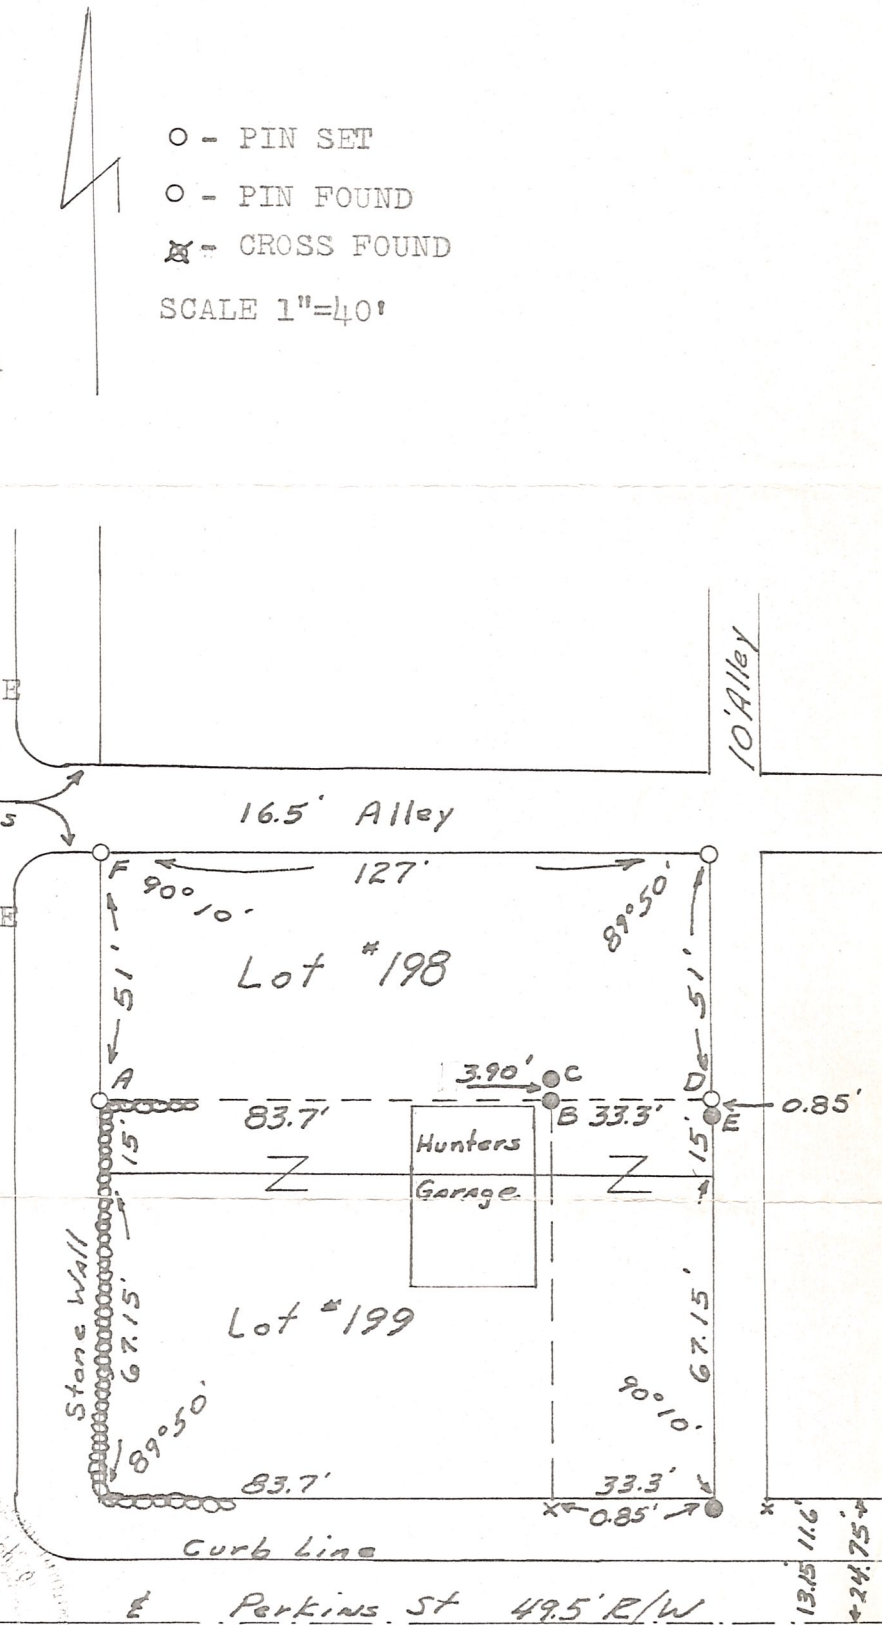 O - PIN SET
O - PIN FOUND
- CROSS FOUND
SCALE 1"=40'
10' Alley
E
16.5' Alley
s
F
127'
90° 10'
89° 50'
E
51'
Lot #198
51'
3.90'
C
A
D
83.7'
B
33.3'
E
0.85'
15'
Hunters
15'
Garage
Stone Wall
67.15'
Lot #199
67.15'
89° 50'
90° 10'
83.7'
33.3'
x
0.85'
x
Curb Line
13.15' 11.6'
24.75'
Perkins St 49.5' R/W